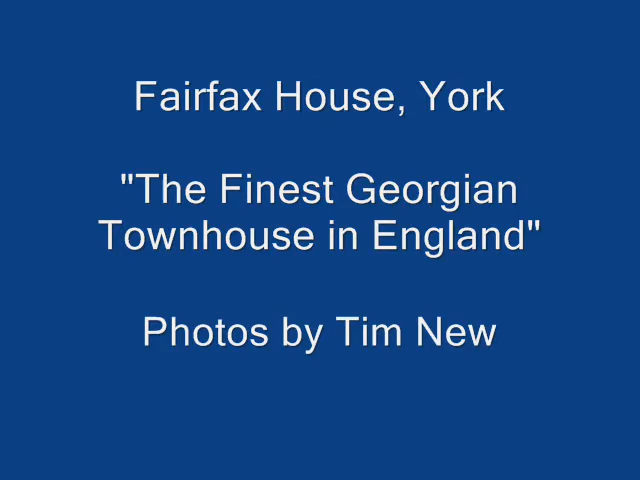 Fairfax House, York
"The Finest Georgian
Townhouse in England"
Photos by Tim New